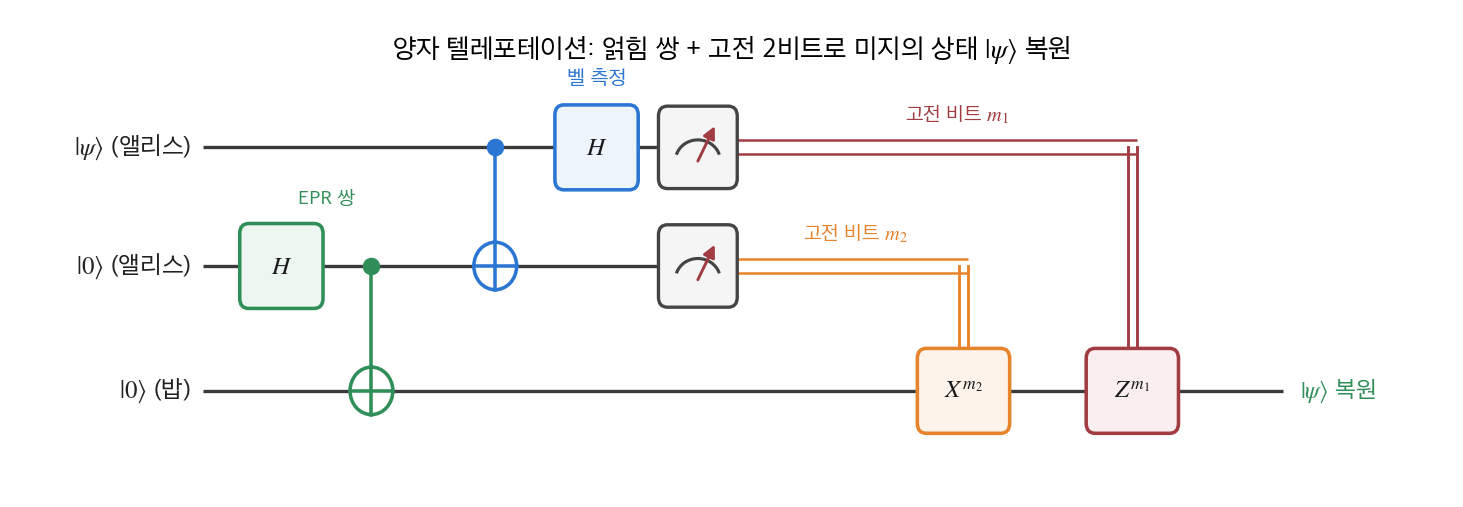 양자 텔레포테이션: 얽힘 쌍 + 고전 2비트로 미지의 상태 |ψ⟩ 복원
벨 측정
고전 비트 m₁
|ψ⟩ (앨리스)
H
EPR 쌍
고전 비트 m₂
|0⟩ (앨리스)
H
|0⟩ (밥)
X^{m₂}
Z^{m₁}
|ψ⟩ 복원